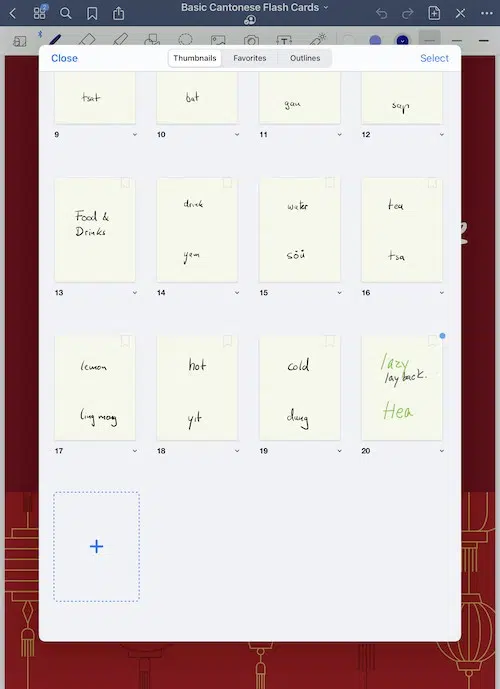 Basic Cantonese Flash Cards
Close
Thumbnails
Favorites
Outlines
Select
tsat
bat
gau
sap
9
10
11
12
Food &
Drinks
drink
yam
water
söü
tea
tsa
13
14
15
16
lemon
ling mong
hot
yit
cold
dung
lazy
lay back.
Hea
17
18
19
20